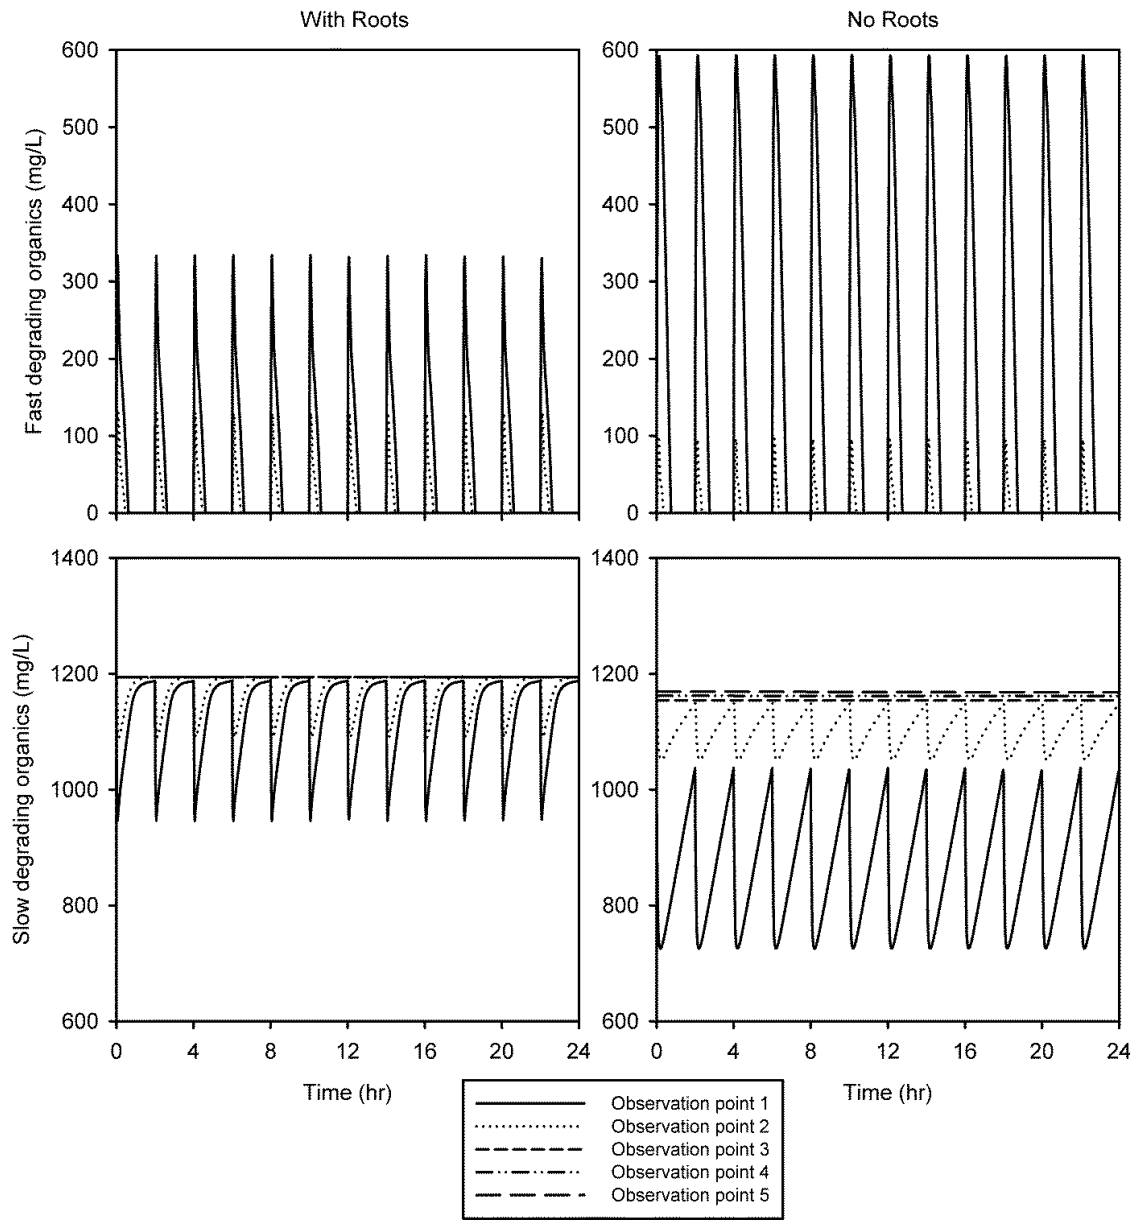 With Roots
No Roots
Fast degrading organics (mg/L)
600
500
400
300
200
100
0
600
500
400
300
200
100
0
Slow degrading organics (mg/L)
1400
1200
1000
800
600
1400
1200
1000
800
600
0 4 8 12 16 20 24
0 4 8 12 16 20 24
Time (hr)
Time (hr)
Observation point 1
Observation point 2
Observation point 3
Observation point 4
Observation point 5